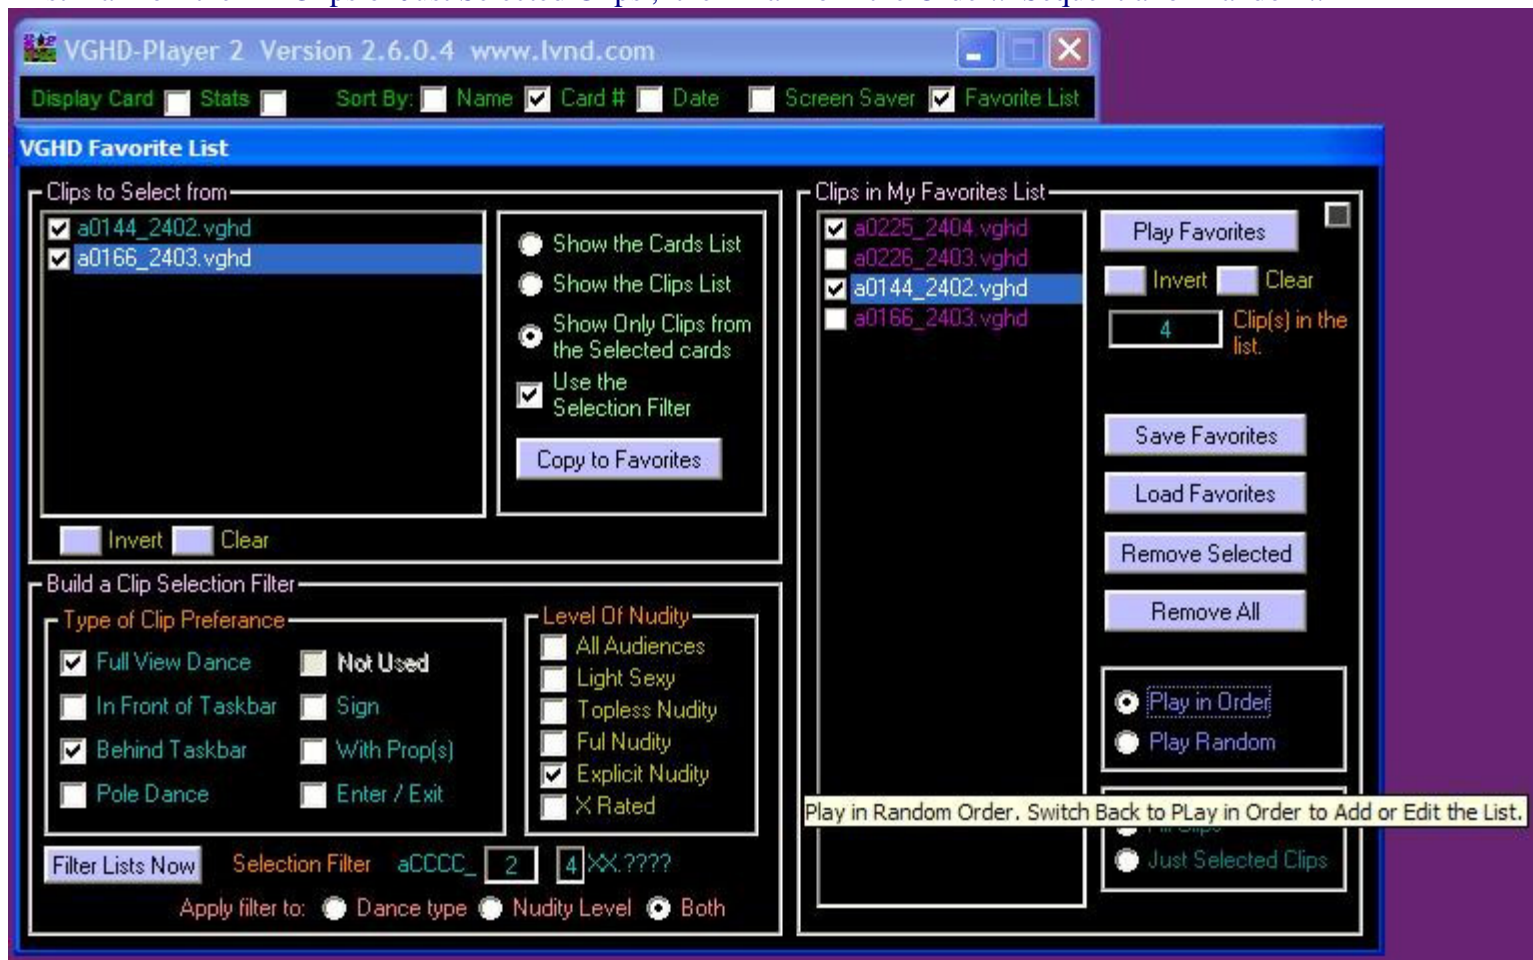 VGHD-Player 2 Version 2.6.0.4 www.lvnd.com
Display Card Stats Sort By: Name Card # Date Screen Saver Favorite List
VGHD Favorite List
Clips to Select from
a0144_2402.vghd
a0166_2403.vghd
Show the Cards List
Show the Clips List
Show Only Clips from
the Selected cards
Use the
Selection Filter
Copy to Favorites
Invert Clear
Build a Clip Selection Filter
Type of Clip Preferance
Full View Dance Not Used
In Front of Taskbar Sign
Behind Taskbar With Prop(s)
Pole Dance Enter / Exit
Level Of Nudity
All Audiences
Light Sexy
Topless Nudity
Ful Nudity
Explicit Nudity
X Rated
Filter Lists Now Selection Filter aCCCC_ 2 4 XX.????
Apply filter to: Dance type Nudity Level Both
Clips in My Favorites List
a0225_2404.vghd
a0226_2403.vghd
a0144_2402.vghd
a0166_2403.vghd
Play Favorites
Invert Clear
4 Clip(s) in the
list.
Save Favorites
Load Favorites
Remove Selected
Remove All
Play in Order
Play Random
Play in Random Order. Switch Back to PLay in Order to Add or Edit the List.
Just Selected Clips